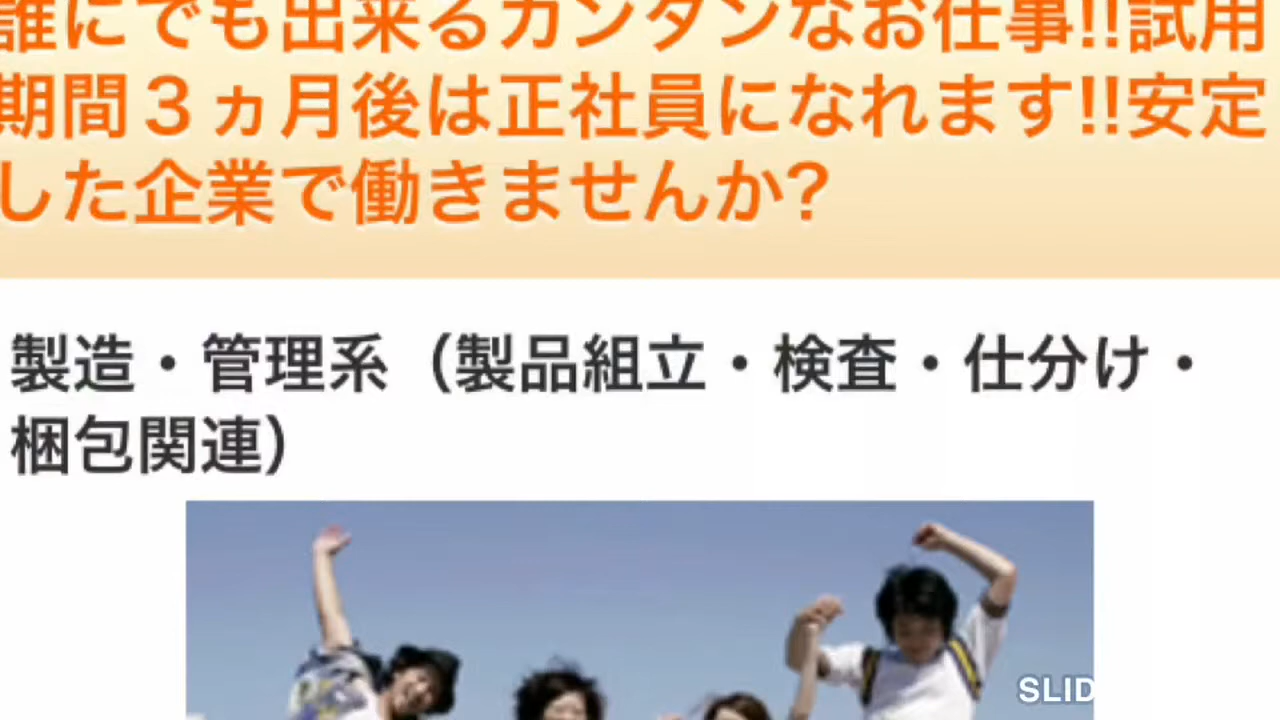 誰にでも出来るカンタンなお仕事!!試用
期間３ヵ月後は正社員になれます!!安定
した企業で働きませんか?
製造・管理系（製品組立・検査・仕分け・
梱包関連）
SLID